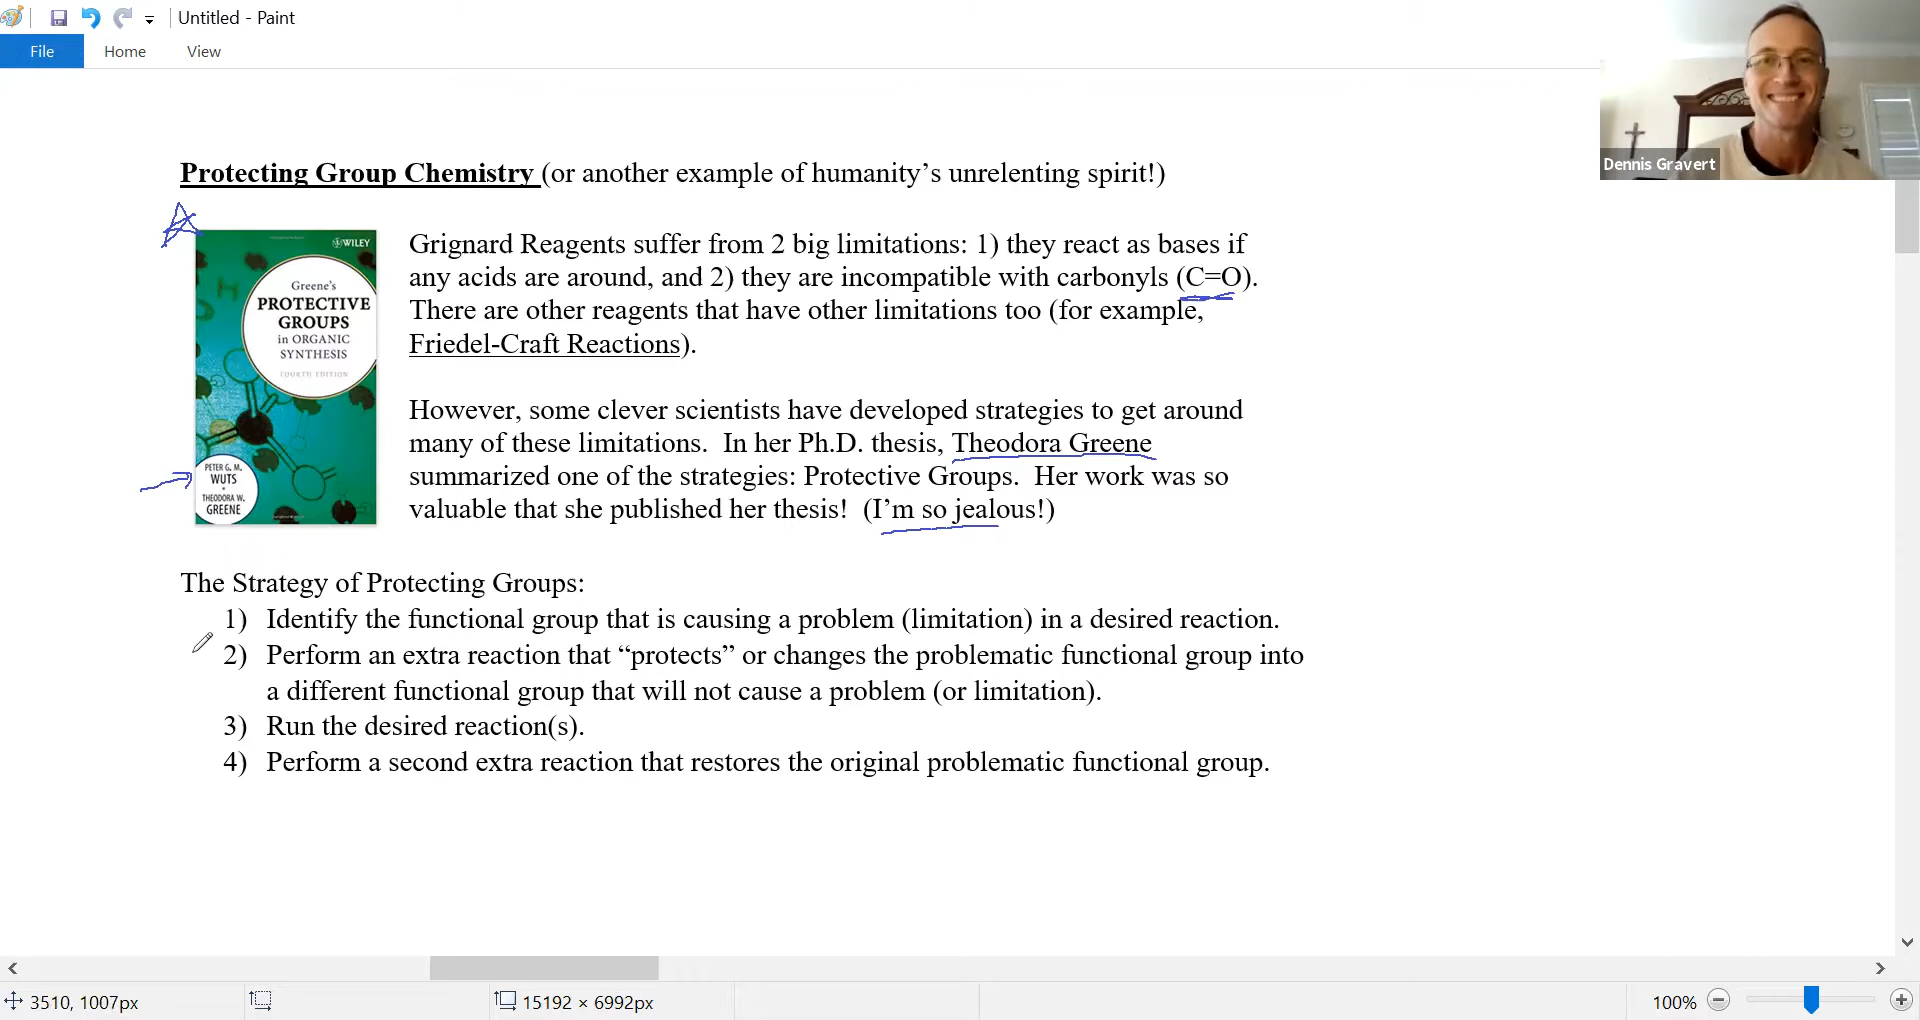 Untitled - Paint
File Home View
Dennis Gravert
Protecting Group Chemistry (or another example of humanity’s unrelenting spirit!)
WILEY
Greene's
PROTECTIVE
GROUPS
in ORGANIC
SYNTHESIS
FOURTH EDITION
PETER G. M.
WUTS
THEODORA W.
GREENE
Grignard Reagents suffer from 2 big limitations: 1) they react as bases if
any acids are around, and 2) they are incompatible with carbonyls (C=O).
There are other reagents that have other limitations too (for example,
Friedel-Craft Reactions).
However, some clever scientists have developed strategies to get around
many of these limitations. In her Ph.D. thesis, Theodora Greene
summarized one of the strategies: Protective Groups. Her work was so
valuable that she published her thesis! (I’m so jealous!)
The Strategy of Protecting Groups:
1) Identify the functional group that is causing a problem (limitation) in a desired reaction.
2) Perform an extra reaction that “protects” or changes the problematic functional group into
a different functional group that will not cause a problem (or limitation).
3) Run the desired reaction(s).
4) Perform a second extra reaction that restores the original problematic functional group.
3510, 1007px
15192 × 6992px
100%